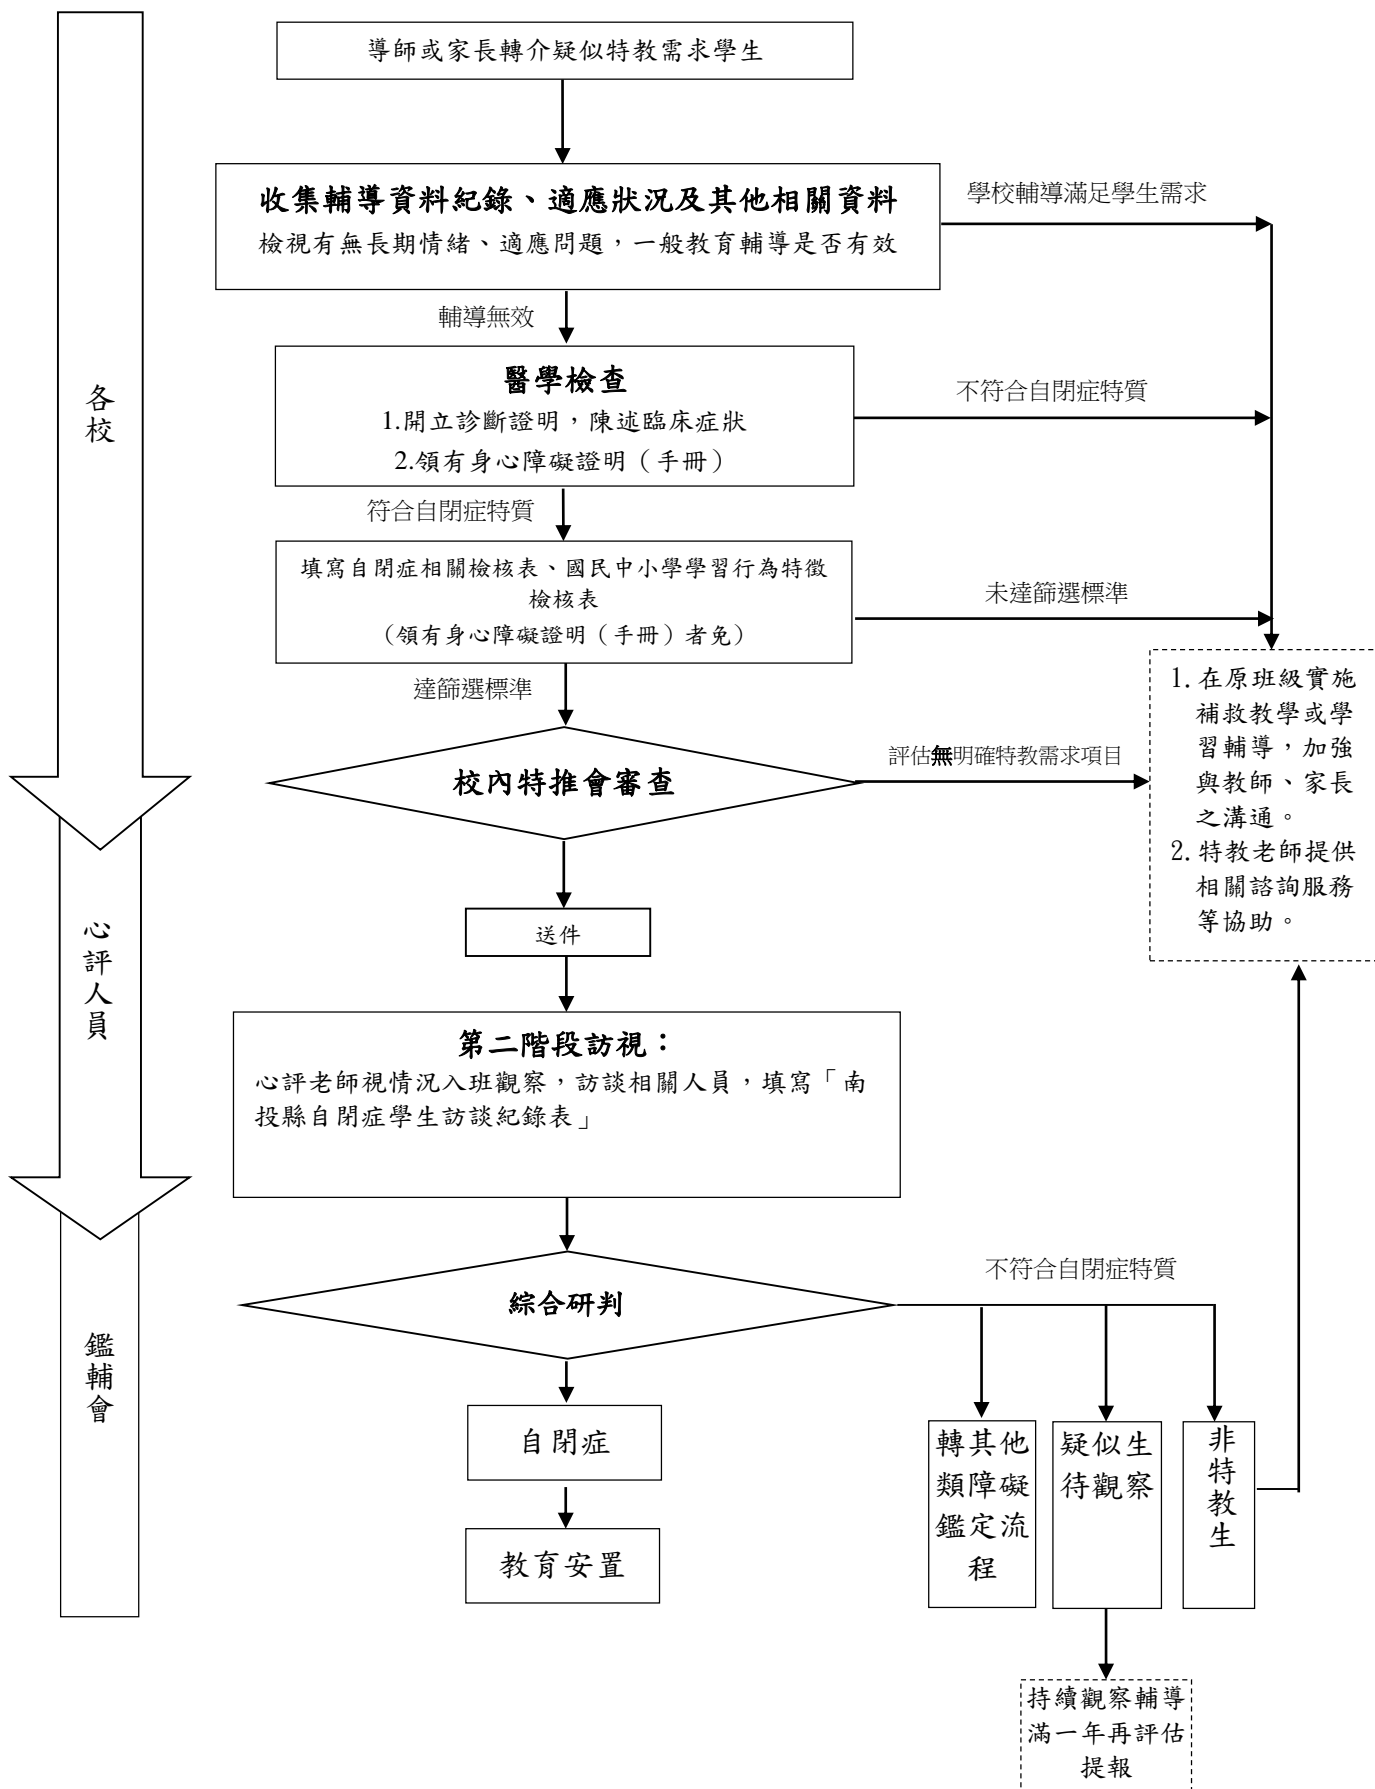 導師或家長轉介疑似特教需求學生
收集輔導資料紀錄、適應狀況及其他相關資料
檢視有無長期情緒、適應問題，一般教育輔導是否有效
學校輔導滿足學生需求
輔導無效
醫學檢查
1.開立診斷證明，陳述臨床症狀
2.領有身心障礙證明（手冊）
不符合自閉症特質
各校
符合自閉症特質
填寫自閉症相關檢核表、國民中小學學習行為特徵
檢核表
（領有身心障礙證明（手冊）者免）
未達篩選標準
達篩選標準
校內特推會審查
評估無明確特教需求項目
1. 在原班級實施
補救教學或學
習輔導，加強
與教師、家長
之溝通。
2. 特教老師提供
相關諮詢服務
等協助。
送件
心評人員
第二階段訪視：
心評老師視情況入班觀察，訪談相關人員，填寫「南
投縣自閉症學生訪談紀錄表」
綜合研判
不符合自閉症特質
鑑輔會
自閉症
教育安置
轉其他
類障礙
鑑定流
程
疑似生
待觀察
非特教生
持續觀察輔導
滿一年再評估
提報